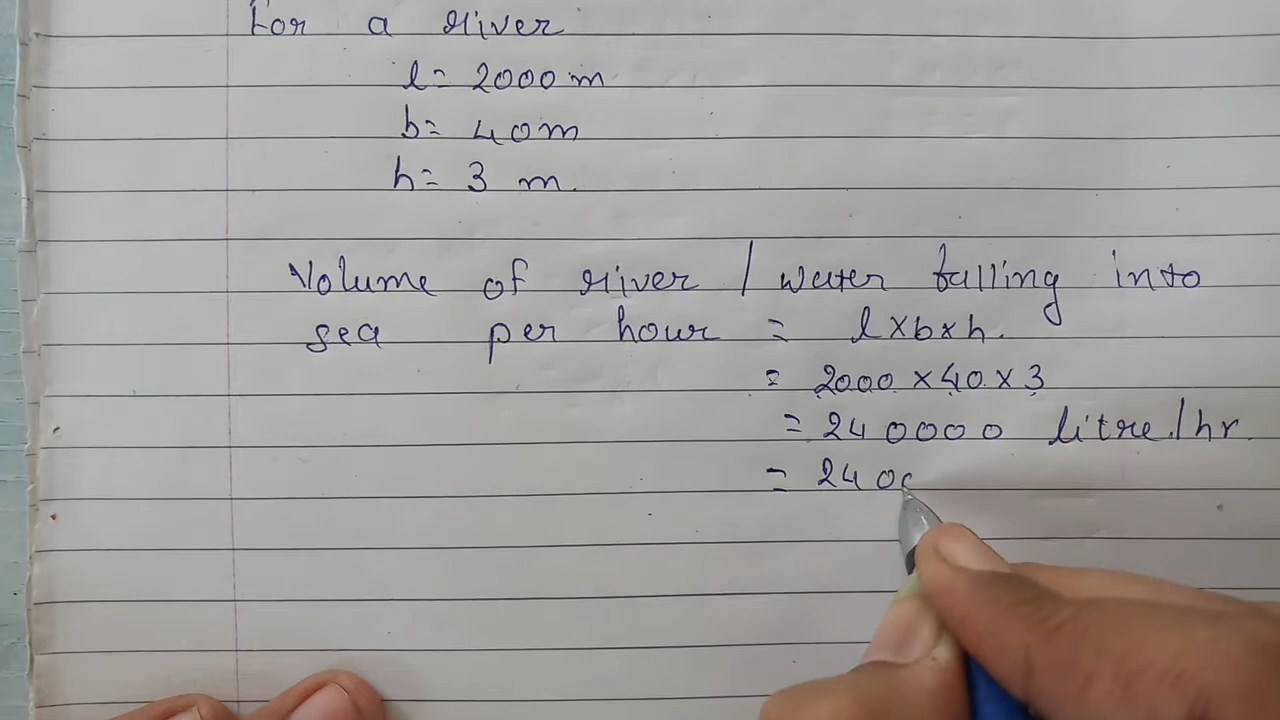 For a river
l = 2000 m
b = 40 m
h = 3 m.
Volume of river / water falling into
sea per hour = l × b × h.
= 2000 × 40 × 3
= 240000 litre./hr.
= 2400